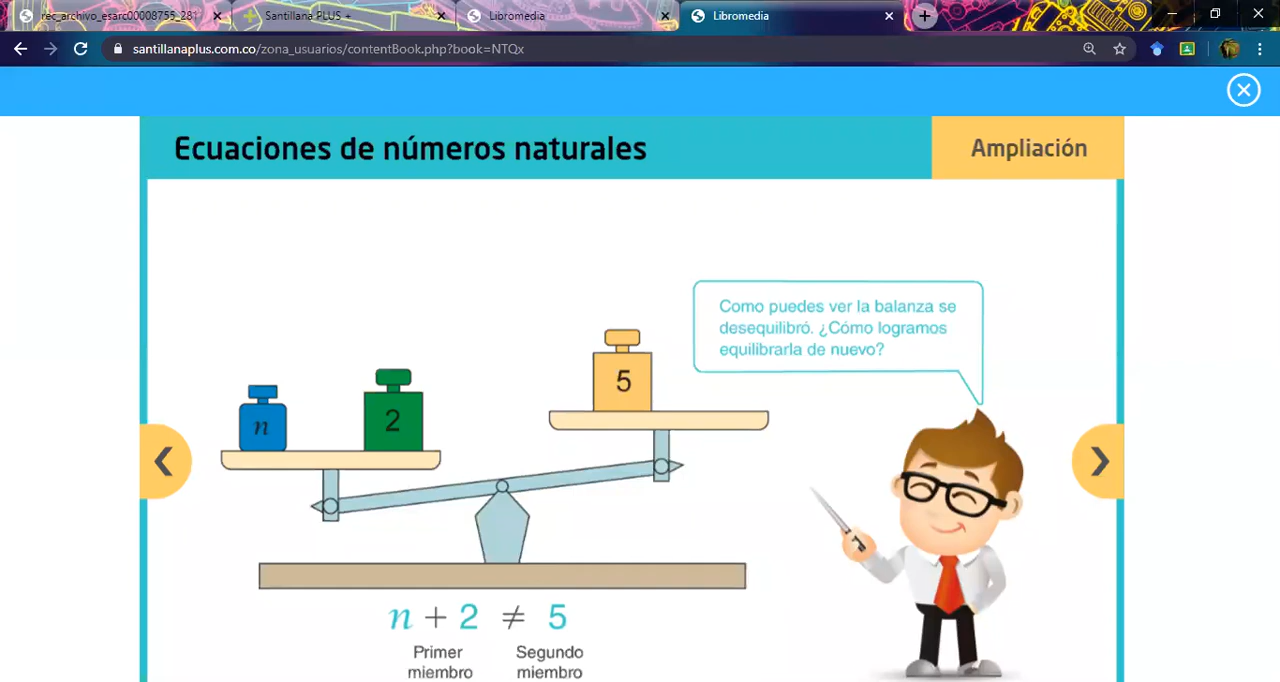 rec_archivo_esarc00008755_281
Santillana PLUS +
Libromedia
Libromedia
santillanaplus.com.co/zona_usuarios/contentBook.php?book=NTQx
Ecuaciones de números naturales
Ampliación
Como puedes ver la balanza se
desequilibró. ¿Cómo logramos
equilibrarla de nuevo?
5
n
2
n + 2 ≠ 5
Primer
miembro
Segundo
miembro